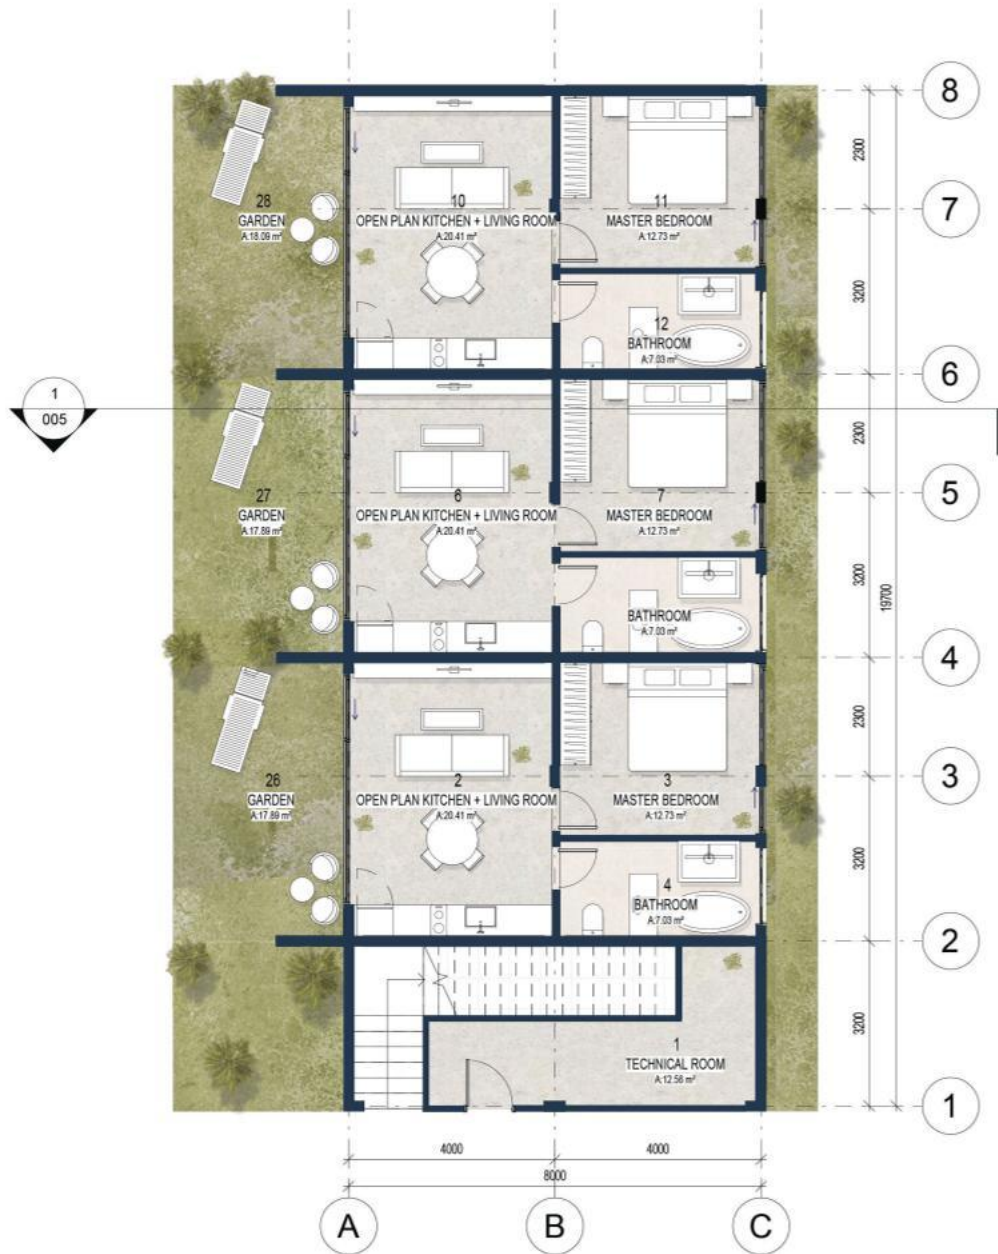 8
2300
28
GARDEN
A:18.09 m²
10
OPEN PLAN KITCHEN + LIVING ROOM
A:20.41 m²
11
MASTER BEDROOM
A:12.73 m²
7
3200
12
BATHROOM
A:7.03 m²
6
1
005
2300
27
GARDEN
A:17.89 m²
6
OPEN PLAN KITCHEN + LIVING ROOM
A:20.41 m²
7
MASTER BEDROOM
A:12.73 m²
5
3200
19700
BATHROOM
A:7.03 m²
4
2300
26
GARDEN
A:17.89 m²
2
OPEN PLAN KITCHEN + LIVING ROOM
A:20.41 m²
3
MASTER BEDROOM
A:12.73 m²
3
3200
4
BATHROOM
A:7.03 m²
2
3200
1
TECHNICAL ROOM
A:12.56 m²
1
4000
4000
8000
A
B
C